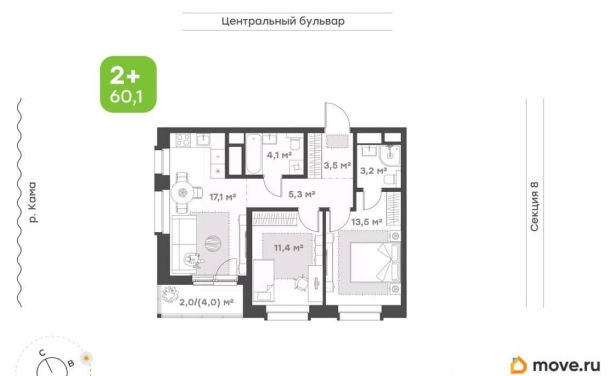 Центральный бульвар
2+
60,1
4,1 м²
3,5 м²
3,2 м²
17,1 м²
5,3 м²
13,5 м²
11,4 м²
2,0/(4,0) м²
р. Кама
Секция 8
С
В
move.ru